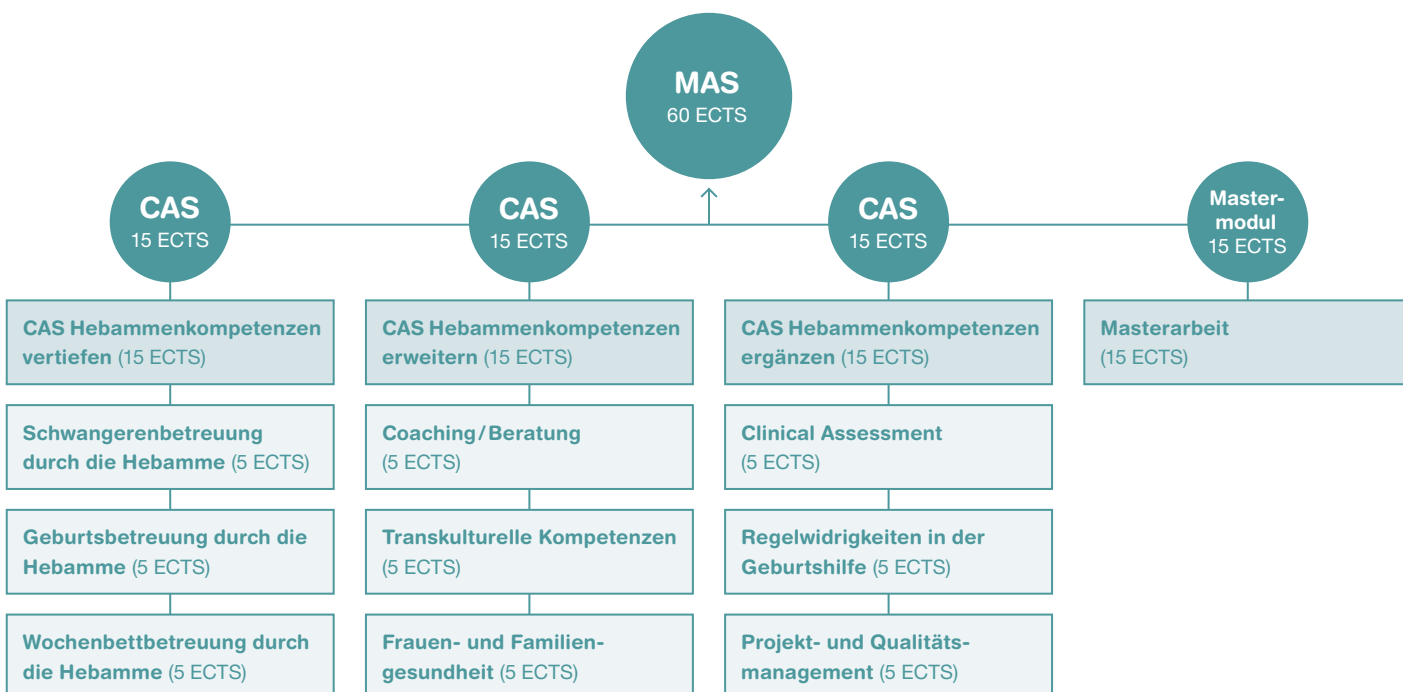 MAS
60 ECTS
CAS
15 ECTS
CAS
15 ECTS
CAS
15 ECTS
Master-
modul
15 ECTS
CAS Hebammenkompetenzen
vertiefen (15 ECTS)
Schwangerenbetreuung
durch die Hebamme (5 ECTS)
Geburtsbetreuung durch die
Hebamme (5 ECTS)
Wochenbettbetreuung durch
die Hebamme (5 ECTS)
CAS Hebammenkompetenzen
erweitern (15 ECTS)
Coaching/Beratung
(5 ECTS)
Transkulturelle Kompetenzen
(5 ECTS)
Frauen- und Familien-
gesundheit (5 ECTS)
CAS Hebammenkompetenzen
ergänzen (15 ECTS)
Clinical Assessment
(5 ECTS)
Regelwidrigkeiten in der
Geburtshilfe (5 ECTS)
Projekt- und Qualitäts-
management (5 ECTS)
Masterarbeit
(15 ECTS)